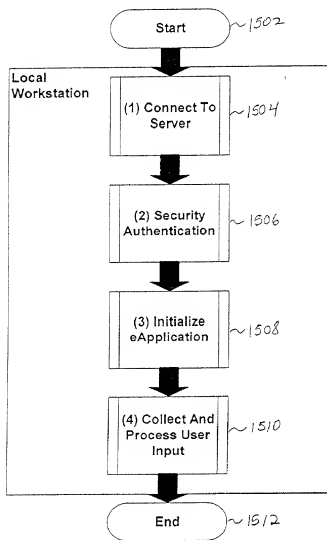 Start
1502
Local
Workstation
(1) Connect To
Server
1504
(2) Security
Authentication
1506
(3) Initialize
eApplication
1508
(4) Collect And
Process User
Input
1510
End
1512